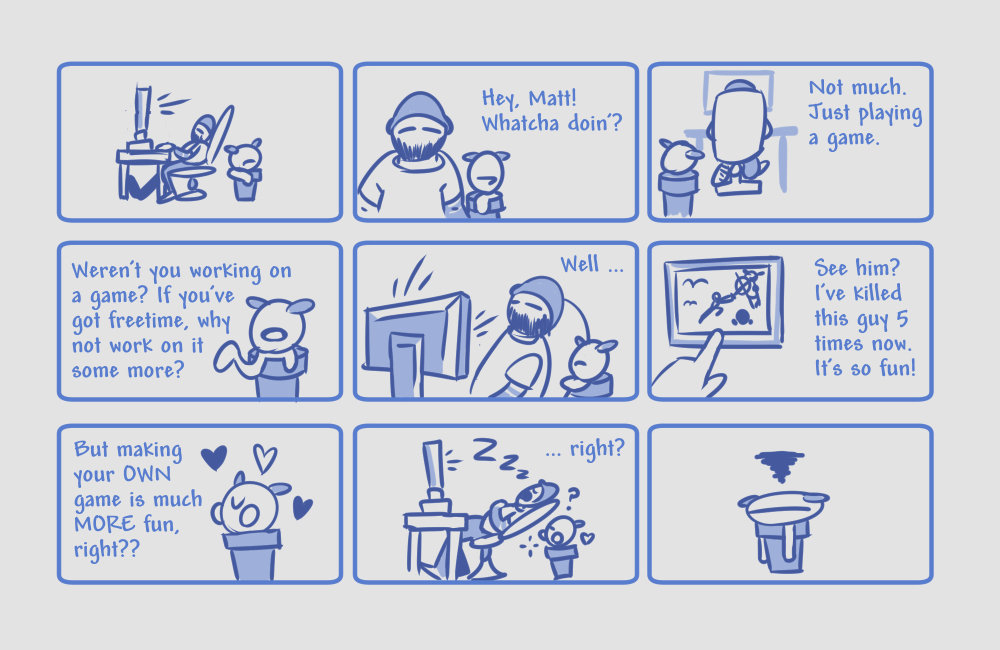 Hey, Matt!
Whatcha doin'?
Not much.
Just playing
a game.
Weren't you working on
a game? If you've
got freetime, why
not work on it
some more?
Well ...
See him?
I've killed
this guy 5
times now.
It's so fun!
But making
your OWN
game is much
MORE fun,
right??
Z Z Z Z
... right?
?